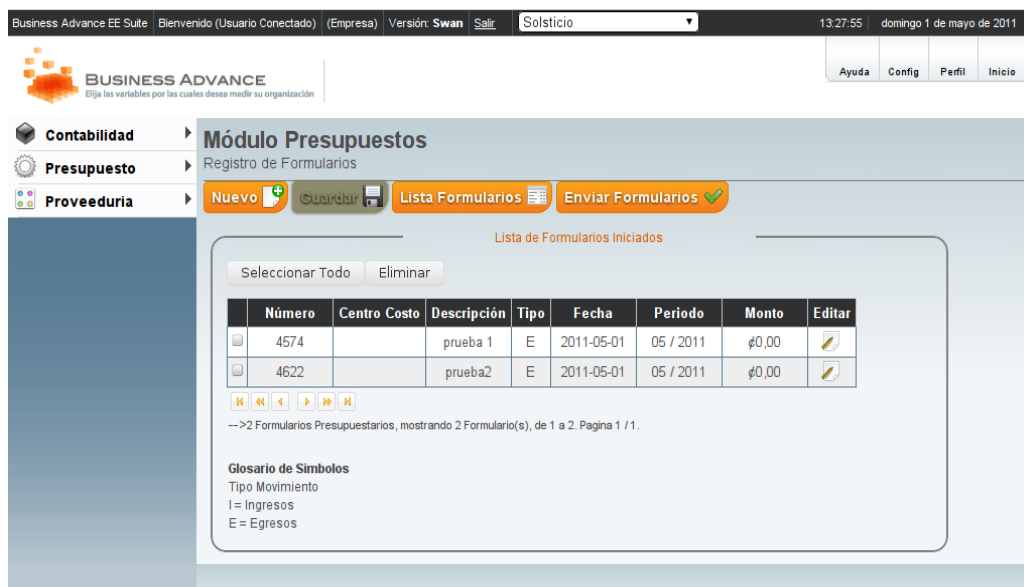 Business Advance EE Suite Bienvenido (Usuario Conectado) (Empresa) Versión: Swan Salir Solsticio 13:27:55 domingo 1 de mayo de 2011
BUSINESS ADVANCE
Elija las variables por las cuales desea medir su organización
Ayuda Config Perfil Inicio
Contabilidad
Presupuesto
Proveeduria
Módulo Presupuestos
Registro de Formularios
Nuevo Guardar Lista Formularios Enviar Formularios
Lista de Formularios Iniciados
Seleccionar Todo Eliminar
Número Centro Costo Descripción Tipo Fecha Periodo Monto Editar
4574 prueba 1 E 2011-05-01 05 / 2011 ¢0,00
4622 prueba2 E 2011-05-01 05 / 2011 ¢0,00
-->2 Formularios Presupuestarios, mostrando 2 Formulario(s), de 1 a 2. Pagina 1 / 1.
Glosario de Simbolos
Tipo Movimiento
I = Ingresos
E = Egresos